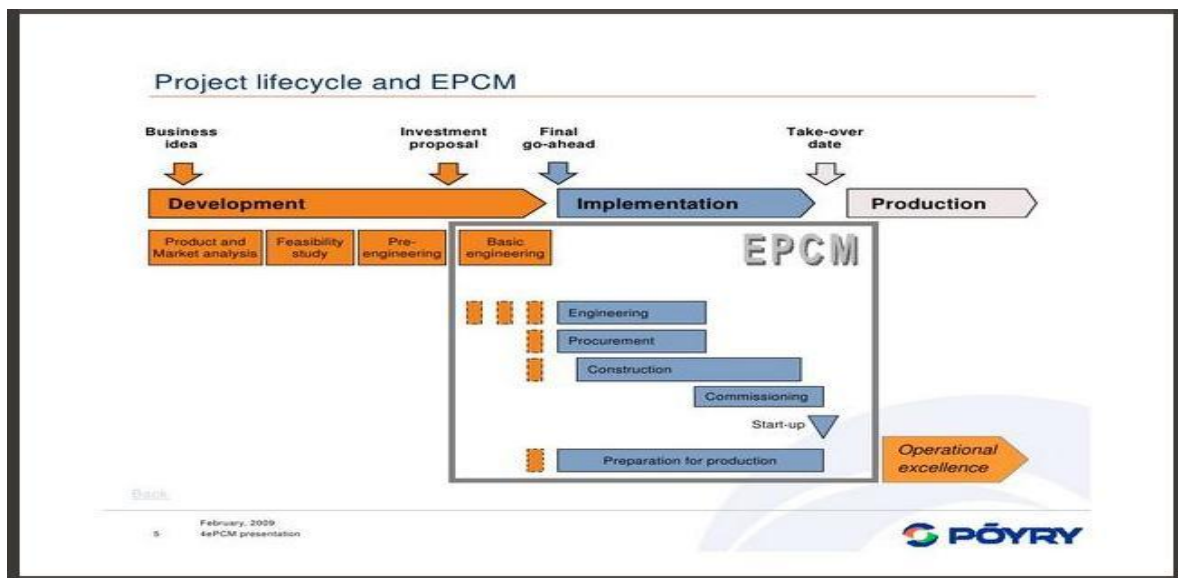 Project lifecycle and EPCM
Business
idea
Investment
proposal
Final
go-ahead
Take-over
date
Development
Implementation
Production
Product and
Market analysis
Feasibility
study
Pre-
engineering
Basic
engineering
EPCM
Engineering
Procurement
Construction
Commissioning
Start-up
Preparation for production
Operational
excellence
Back
February, 2009
5 4ePCM presentation
PÖYRY